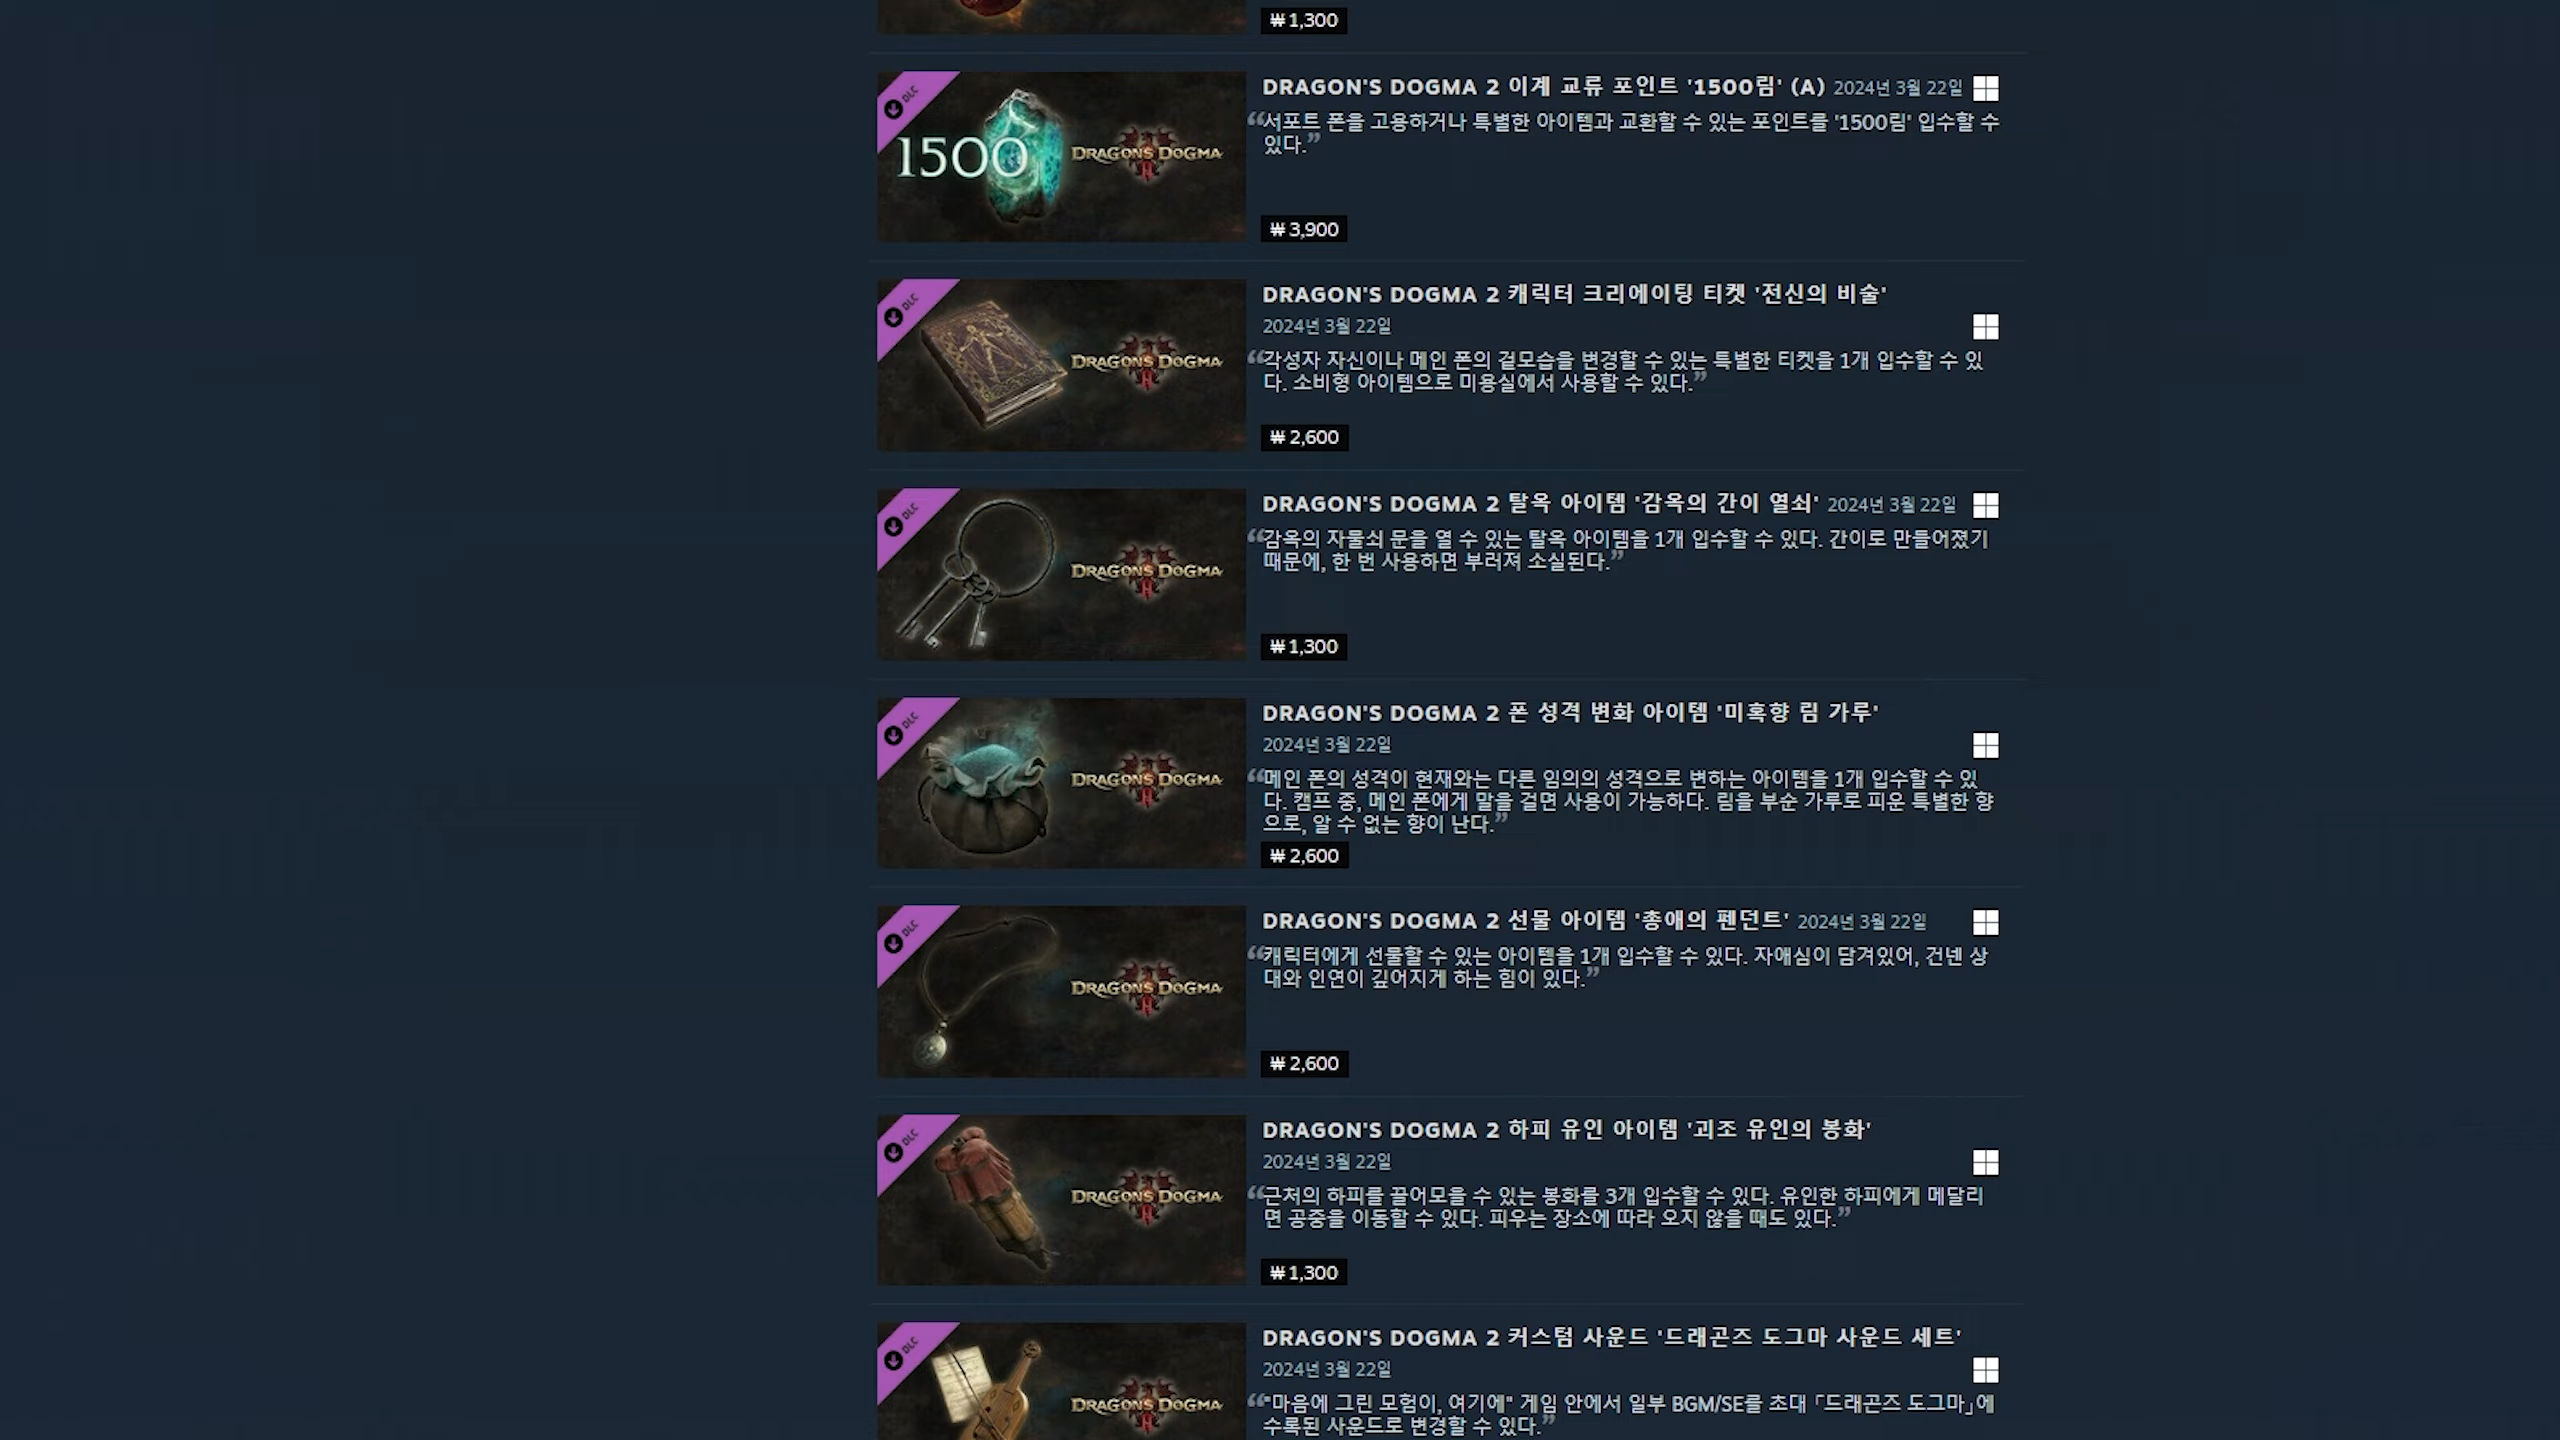 ₩ 1,300
DLC
1500
DRAGON'S DOGMA
DRAGON'S DOGMA 2 이계 교류 포인트 '1500림' (A) 2024년 3월 22일
“서포트 폰을 고용하거나 특별한 아이템과 교환할 수 있는 포인트를 '1500림' 입수할 수
있다.”
₩ 3,900
DLC
DRAGON'S DOGMA
DRAGON'S DOGMA 2 캐릭터 크리에이팅 티켓 '전신의 비술'
2024년 3월 22일
“각성자 자신이나 메인 폰의 겉모습을 변경할 수 있는 특별한 티켓을 1개 입수할 수 있
다. 소비형 아이템으로 미용실에서 사용할 수 있다.”
₩ 2,600
DLC
DRAGON'S DOGMA
DRAGON'S DOGMA 2 탈옥 아이템 '감옥의 간이 열쇠' 2024년 3월 22일
“감옥의 자물쇠 문을 열 수 있는 탈옥 아이템을 1개 입수할 수 있다. 간이로 만들어졌기
때문에, 한 번 사용하면 부러져 소실된다.”
₩ 1,300
DLC
DRAGON'S DOGMA
DRAGON'S DOGMA 2 폰 성격 변화 아이템 '미혹향 림 가루'
2024년 3월 22일
“메인 폰의 성격이 현재와는 다른 임의의 성격으로 변하는 아이템을 1개 입수할 수 있
다. 캠프 중, 메인 폰에게 말을 걸면 사용이 가능하다. 림을 부순 가루로 피운 특별한 향
으로, 알 수 없는 향이 난다.”
₩ 2,600
DLC
DRAGON'S DOGMA
DRAGON'S DOGMA 2 선물 아이템 '총애의 펜던트' 2024년 3월 22일
“캐릭터에게 선물할 수 있는 아이템을 1개 입수할 수 있다. 자애심이 담겨있어, 건넨 상
대와 인연이 깊어지게 하는 힘이 있다.”
₩ 2,600
DLC
DRAGON'S DOGMA
DRAGON'S DOGMA 2 하피 유인 아이템 '괴조 유인의 봉화'
2024년 3월 22일
“근처의 하피를 끌어모을 수 있는 봉화를 3개 입수할 수 있다. 유인한 하피에게 메달리
면 공중을 이동할 수 있다. 피우는 장소에 따라 오지 않을 때도 있다.”
₩ 1,300
DLC
DRAGON'S DOGMA
DRAGON'S DOGMA 2 커스텀 사운드 '드래곤즈 도그마 사운드 세트'
2024년 3월 22일
“"마음에 그린 모험이, 여기에" 게임 안에서 일부 BGM/SE를 초대 「드래곤즈 도그마」에
수록된 사운드로 변경할 수 있다.”